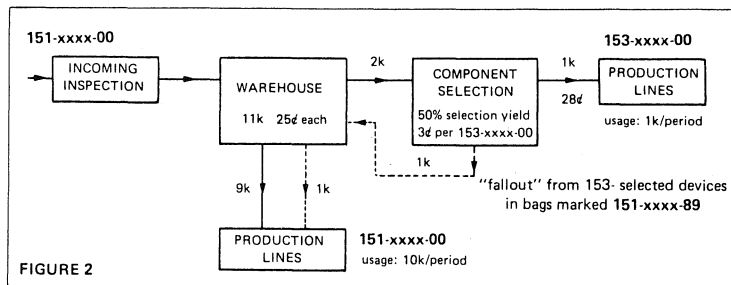 151-xxxx-00
INCOMING
INSPECTION
WAREHOUSE
11k 25¢ each
2k
COMPONENT
SELECTION
50% selection yield
3¢ per 153-xxxx-00
1k
28¢
153-xxxx-00
PRODUCTION
LINES
usage: 1k/period
1k
"fallout" from 153- selected devices
in bags marked 151-xxxx-89
9k
1k
PRODUCTION
LINES
151-xxxx-00
usage: 10k/period
FIGURE 2